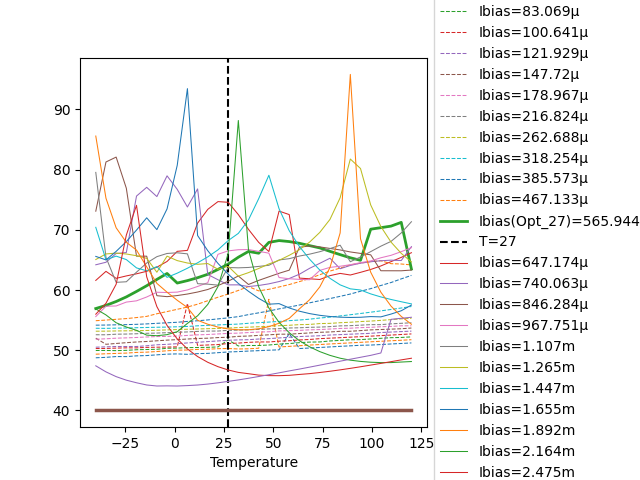 Ibias=83.069μ
Ibias=100.641μ
Ibias=121.929μ
Ibias=147.72μ
Ibias=178.967μ
Ibias=216.824μ
Ibias=262.688μ
Ibias=318.254μ
Ibias=385.573μ
Ibias=467.133μ
Ibias(Opt_27)=565.944
T=27
Ibias=647.174μ
Ibias=740.063μ
Ibias=846.284μ
Ibias=967.751μ
Ibias=1.107m
Ibias=1.265m
Ibias=1.447m
Ibias=1.655m
Ibias=1.892m
Ibias=2.164m
Ibias=2.475m
90
80
70
60
50
40
−25 0 25 50 75 100 125
Temperature